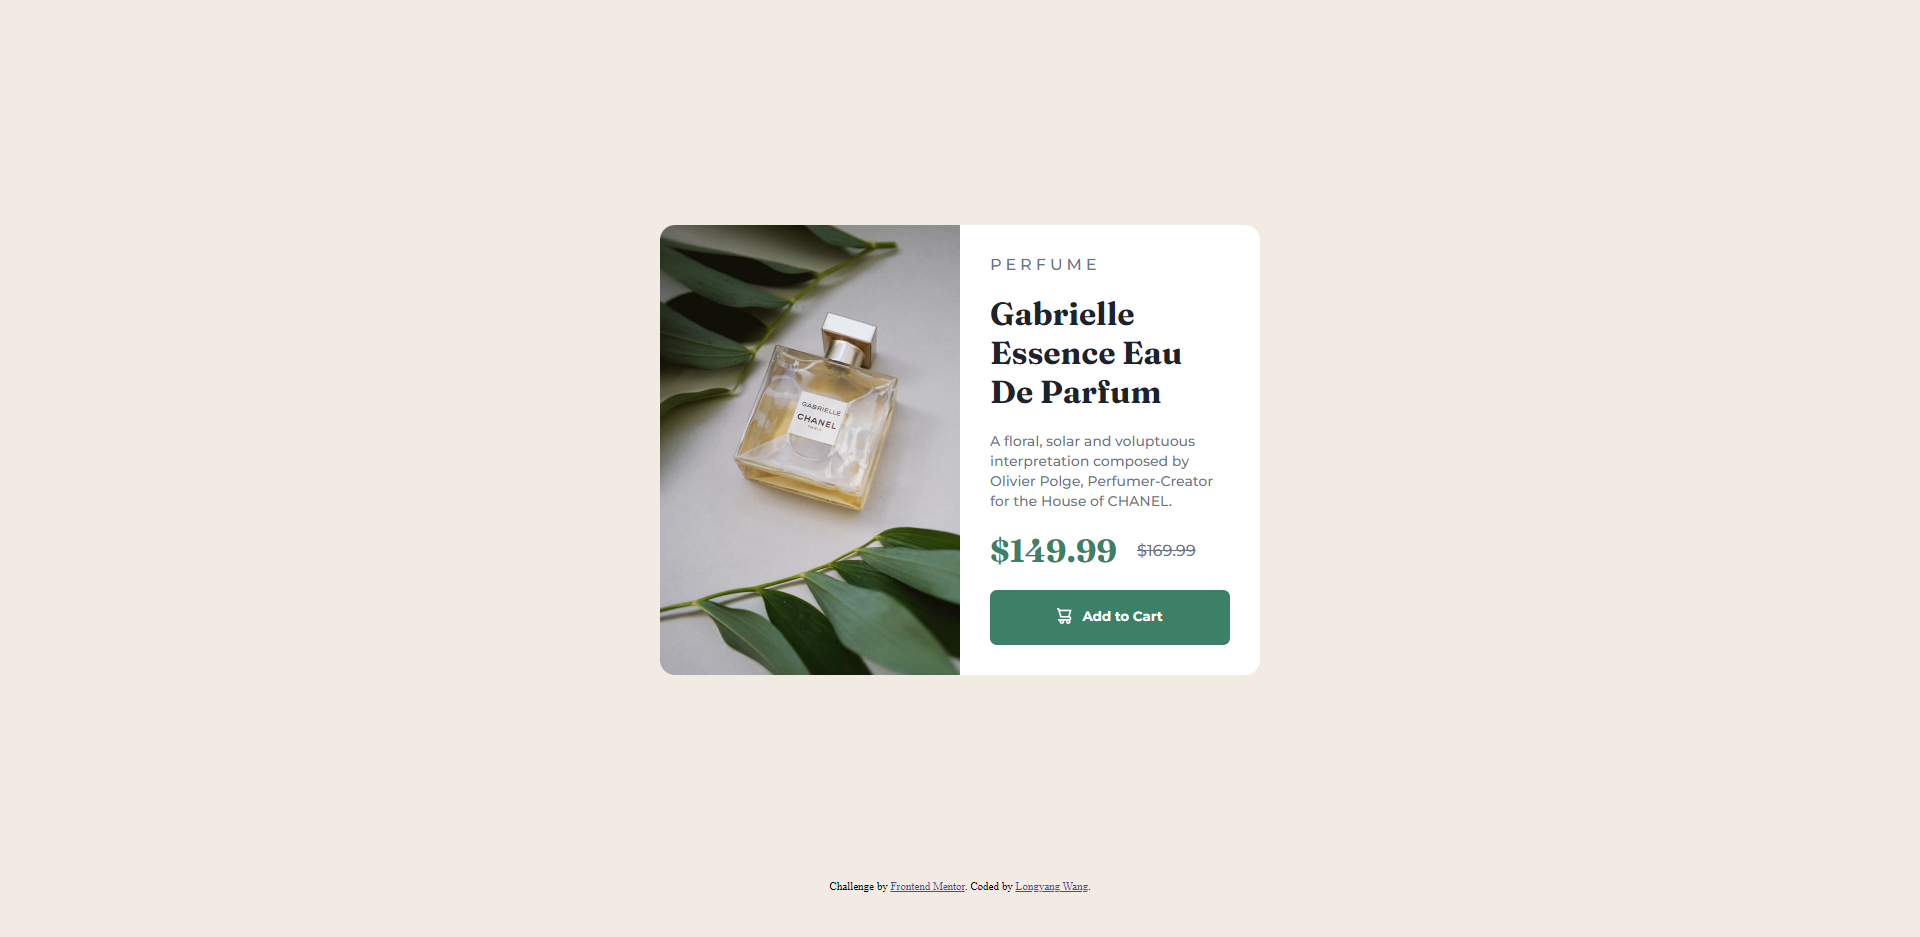 GABRIELLE
CHANEL
PARIS
PERFUME
Gabrielle
Essence Eau
De Parfum
A floral, solar and voluptuous
interpretation composed by
Olivier Polge, Perfumer-Creator
for the House of CHANEL.
$149.99 $169.99
Add to Cart
Challenge by Frontend Mentor. Coded by Longyang Wang.